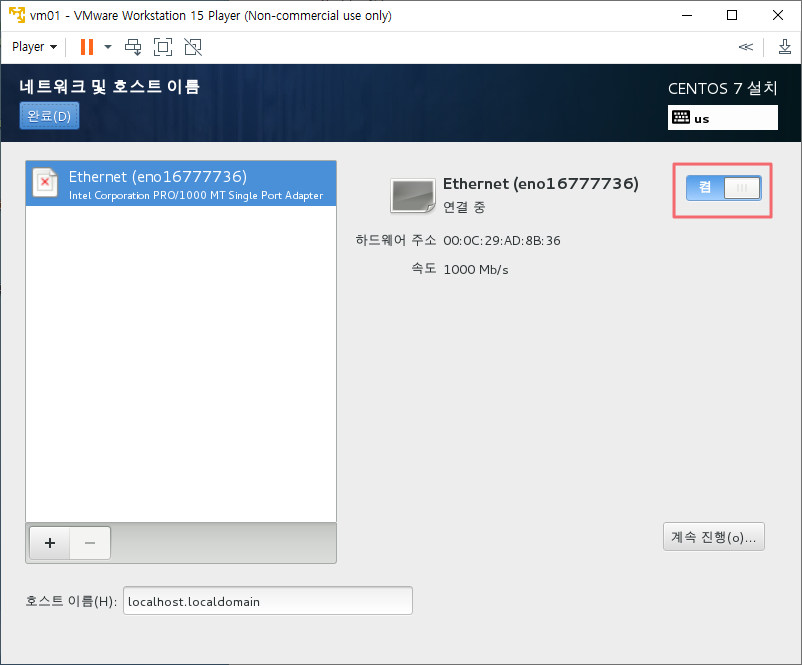 vm01 - VMware Workstation 15 Player (Non-commercial use only)
Player
네트워크 및 호스트 이름
CENTOS 7 설치
완료(D)
us
Ethernet (eno16777736)
Intel Corporation PRO/1000 MT Single Port Adapter
Ethernet (eno16777736)
연결 중
켬
하드웨어 주소 00:0C:29:AD:8B:36
속도 1000 Mb/s
계속 진행(o)...
호스트 이름(H): localhost.localdomain